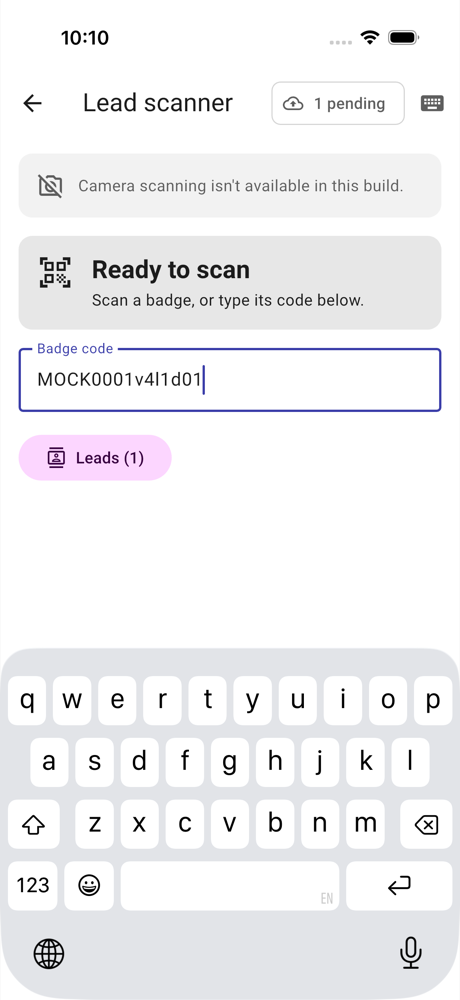 10:10
Lead scanner
1 pending
Camera scanning isn't available in this build.
Ready to scan
Scan a badge, or type its code below.
Badge code
MOCK0001v4l1d01
Leads (1)
q w e r t y u i o p
a s d f g h j k l
z x c v b n m
123
EN